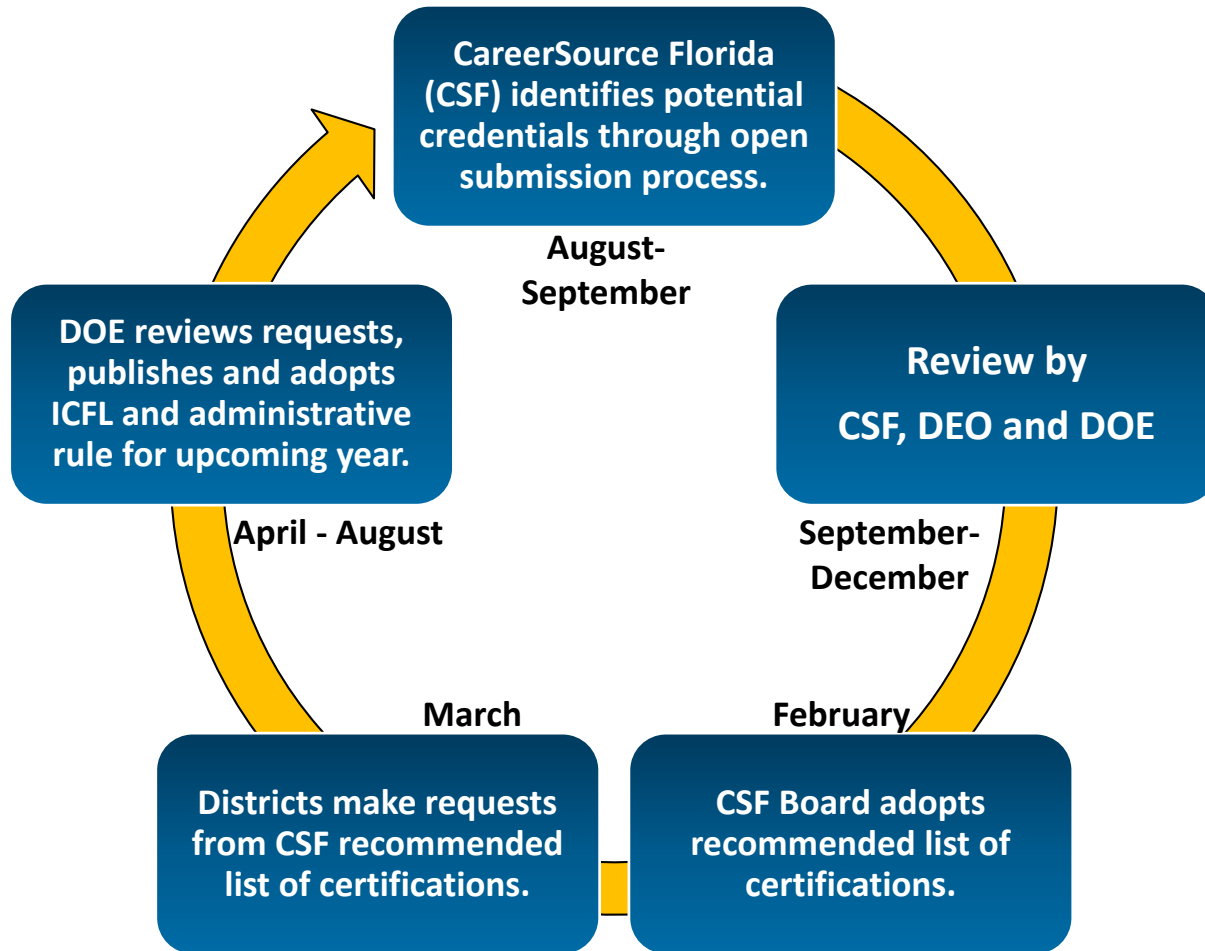 CareerSource Florida
(CSF) identifies potential
credentials through open
submission process.
August-
September
Review by
CSF, DEO and DOE
September-
December
CSF Board adopts
recommended list of
certifications.
February
Districts make requests
from CSF recommended
list of certifications.
March
DOE reviews requests,
publishes and adopts
ICFL and administrative
rule for upcoming year.
April - August